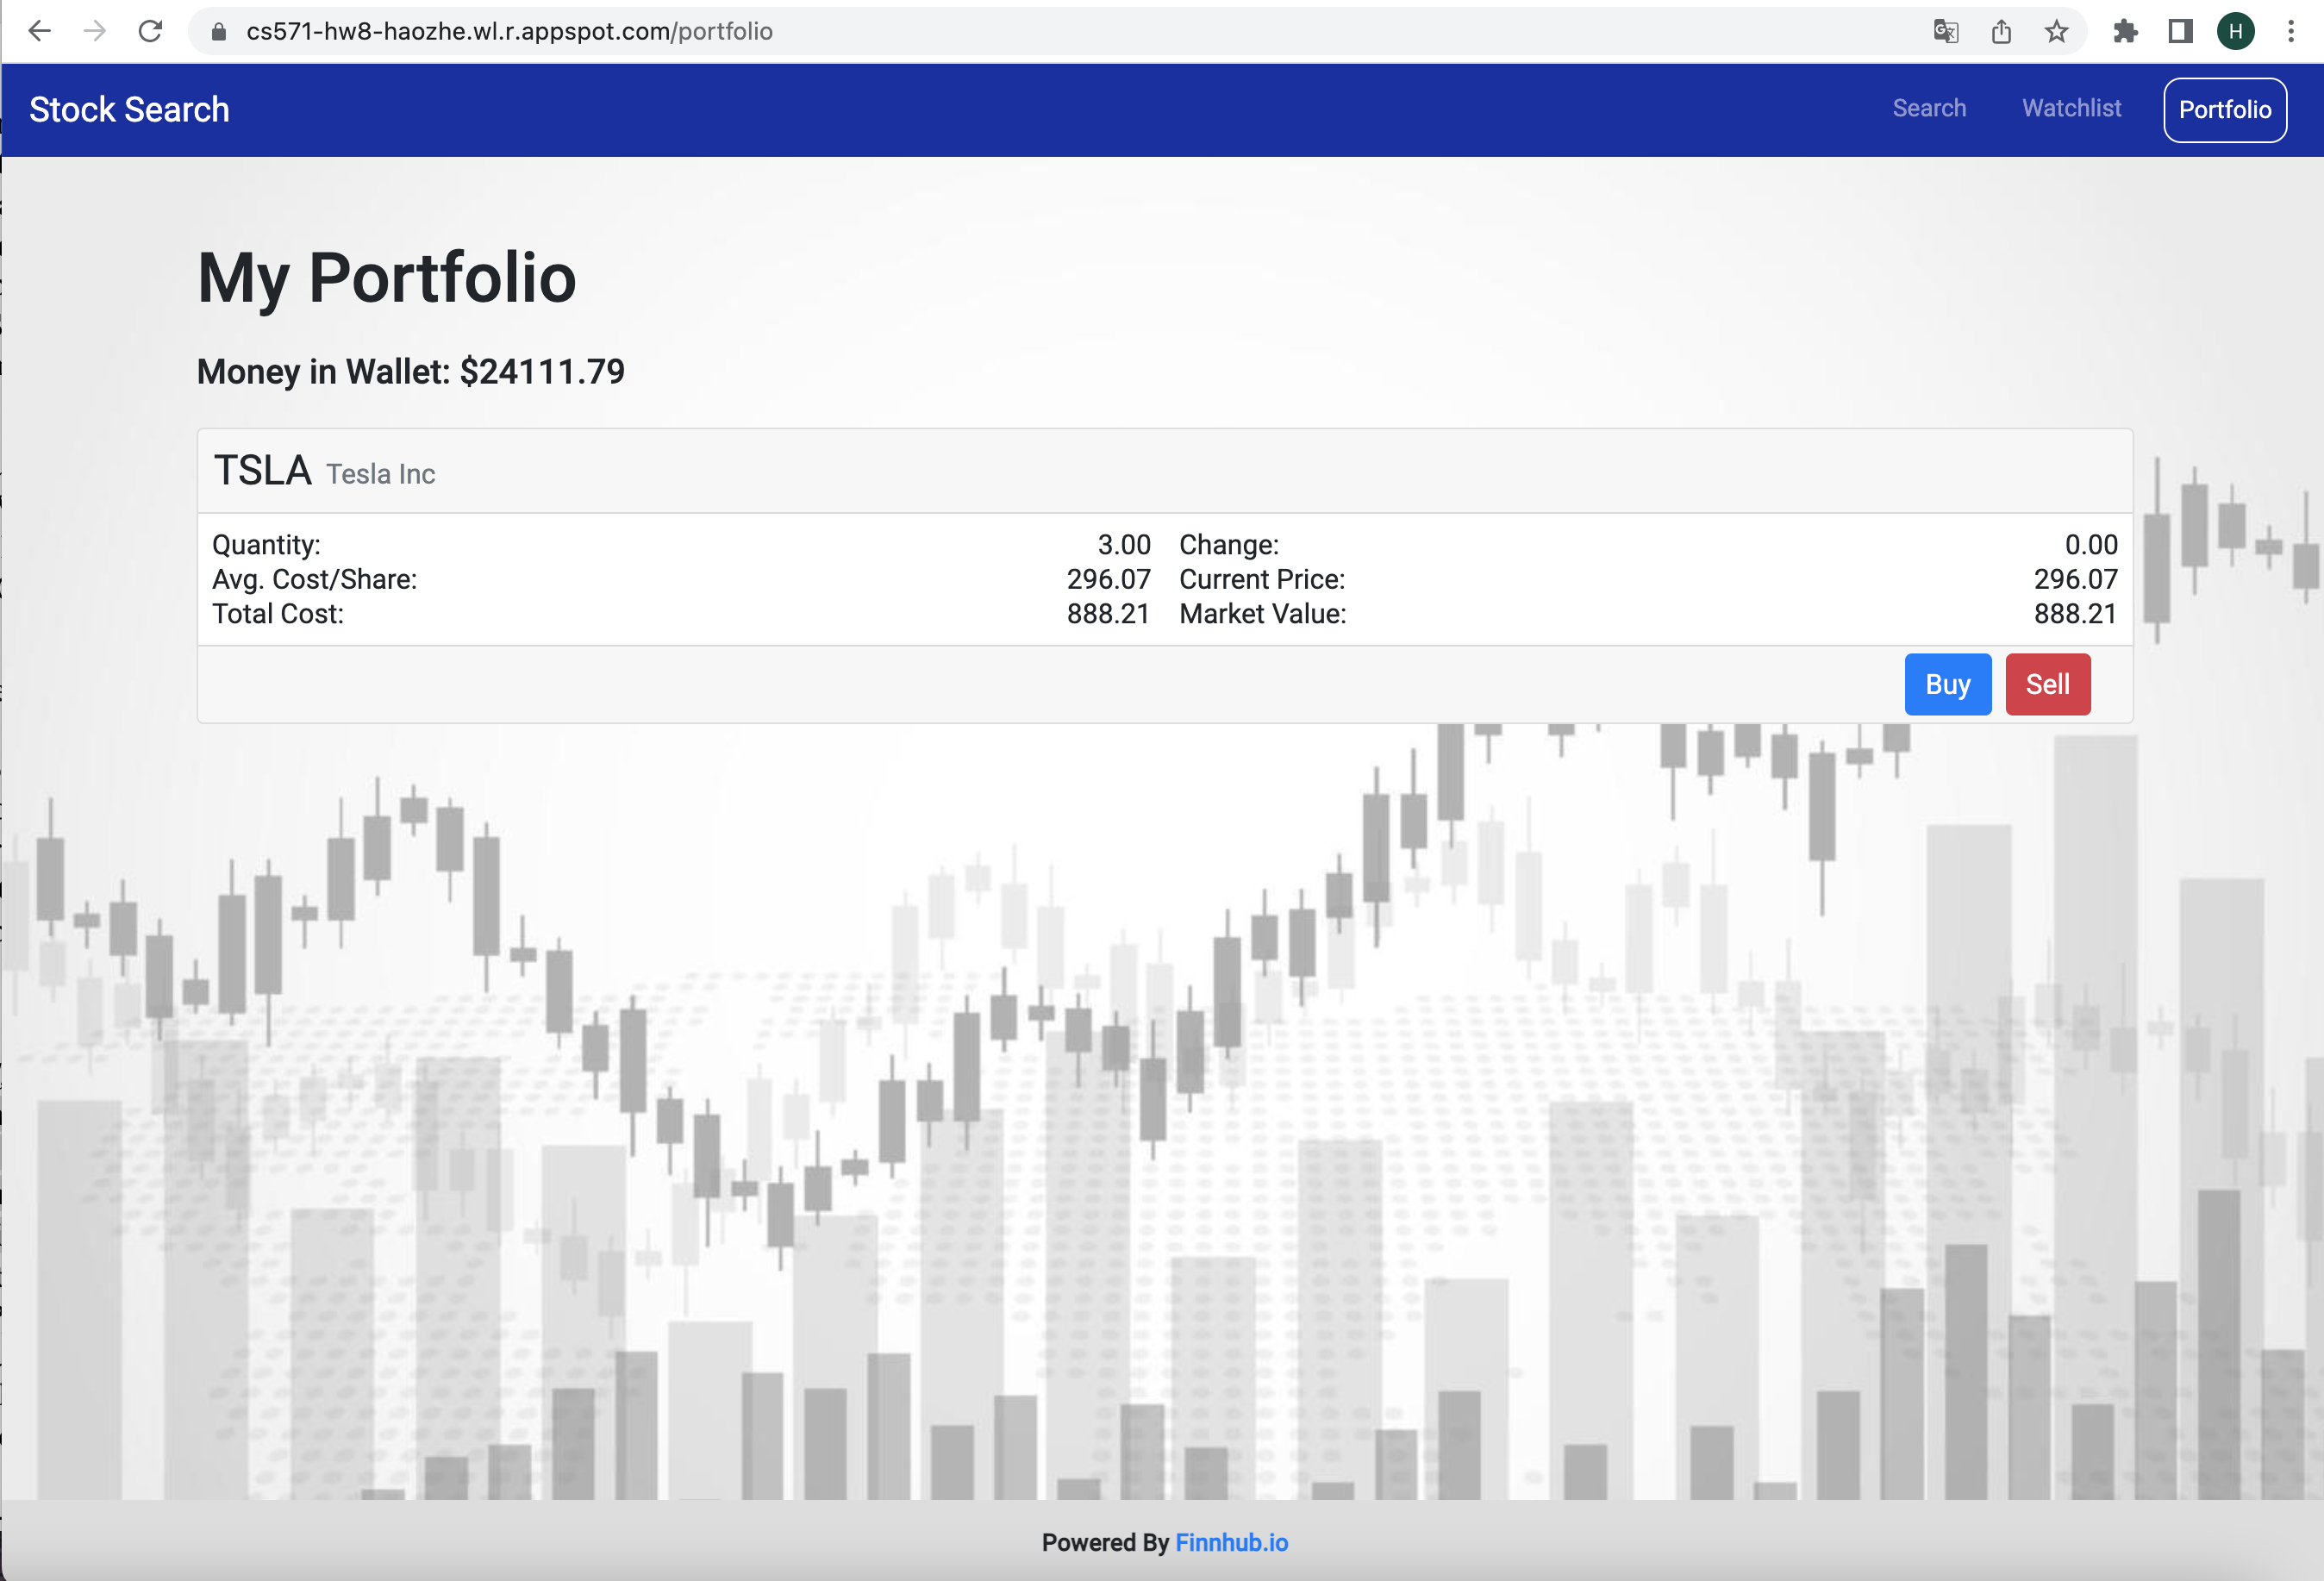 cs571-hw8-haozhe.wl.r.appspot.com/portfolio
H
Stock Search
Search
Watchlist
Portfolio
My Portfolio
Money in Wallet: $24111.79
TSLA Tesla Inc
Quantity: 3.00 Change: 0.00
Avg. Cost/Share: 296.07 Current Price: 296.07
Total Cost: 888.21 Market Value: 888.21
Buy Sell
Powered By Finnhub.io